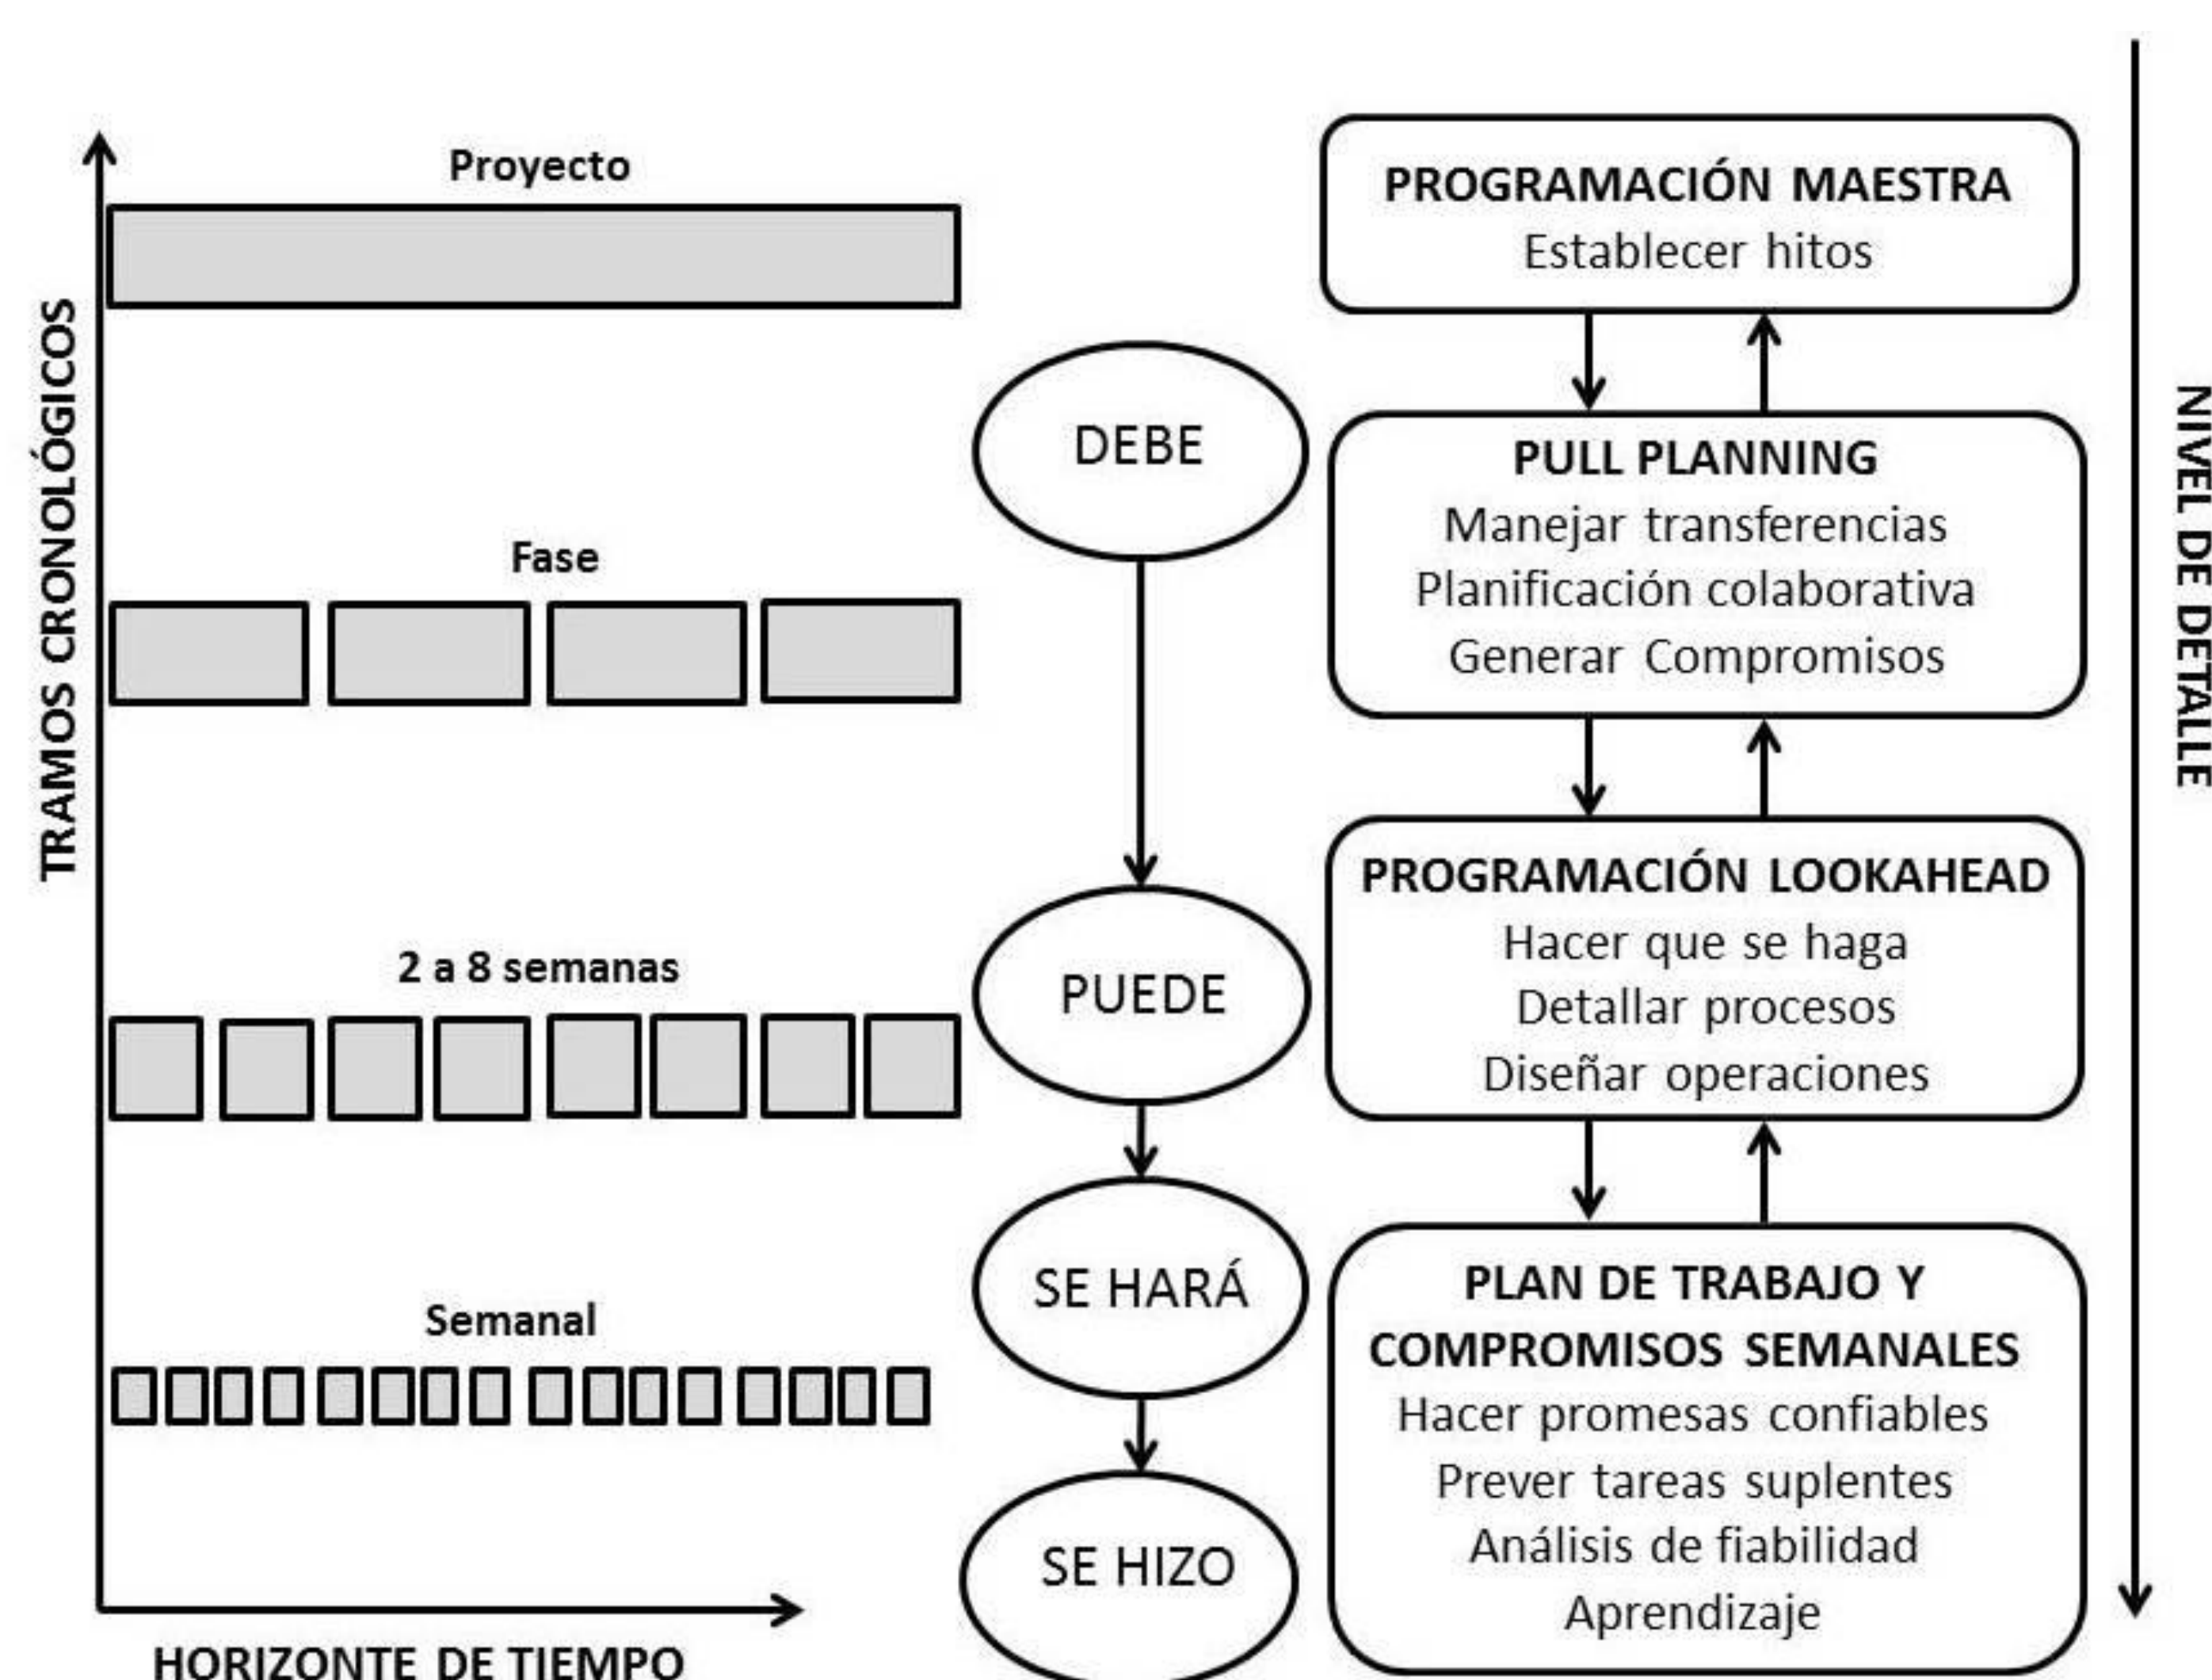 TRAMOS CRONOLÓGICOS
Proyecto
Fase
2 a 8 semanas
Semanal
HORIZONTE DE TIEMPO
DEBE
PUEDE
SE HARÁ
SE HIZO
PROGRAMACIÓN MAESTRA
Establecer hitos
PULL PLANNING
Manejar transferencias
Planificación colaborativa
Generar Compromisos
PROGRAMACIÓN LOOKAHEAD
Hacer que se haga
Detallar procesos
Diseñar operaciones
PLAN DE TRABAJO Y
COMPROMISOS SEMANALES
Hacer promesas confiables
Prever tareas suplentes
Análisis de fiabilidad
Aprendizaje
NIVEL DE DETALLE